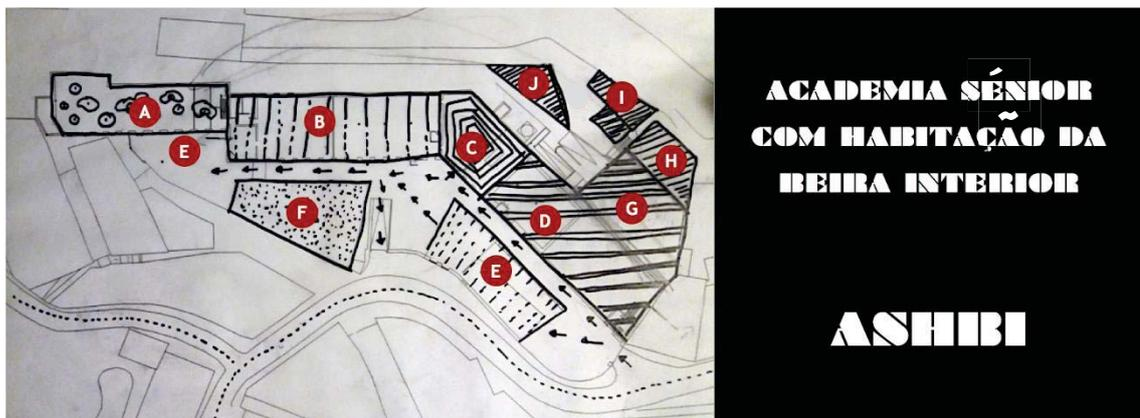 J
I
A
B
C
H
E
F
D
G
E
ACADEMIA SÉNIOR
COM HABITAÇÃO DA
BEIRA INTERIOR
ASHBI